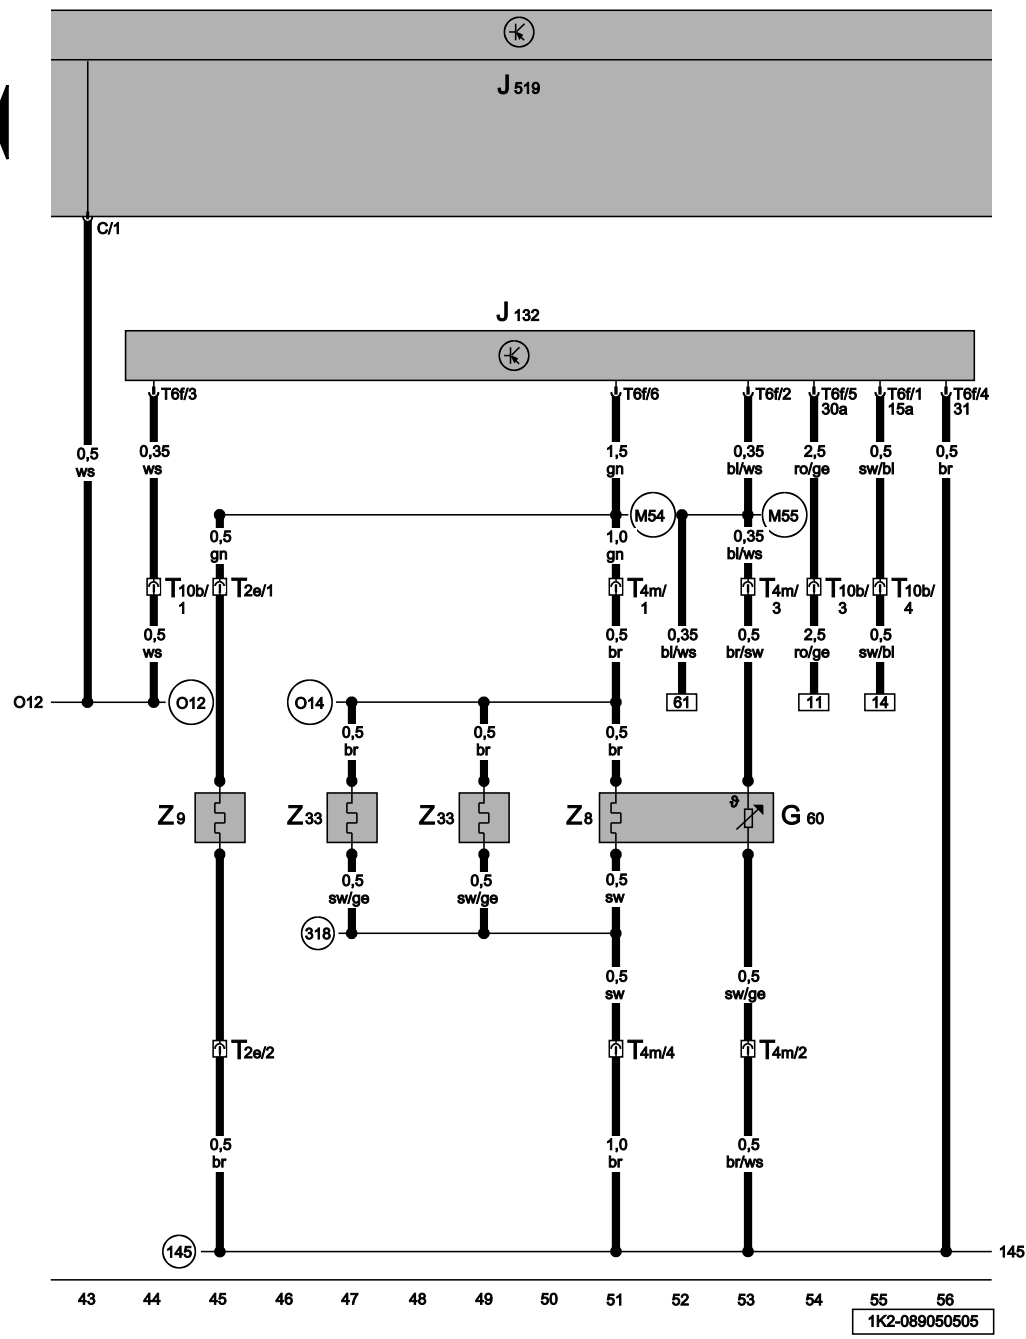 J 519
C/1
J 132
T6f/3
T6f/6
T6f/2
T6f/5
30a
T6f/1
15a
T6f/4
31
0,5
ws
0,35
ws
1,5
gn
0,35
bl/ws
2,5
ro/ge
0,5
sw/bl
0,5
br
M54
M55
0,5
gn
1,0
gn
0,35
bl/ws
T10b/
1
T2e/1
T4m/
1
T4m/
3
T10b/
3
T10b/
4
0,5
ws
0,5
br
0,35
bl/ws
0,5
br/sw
2,5
ro/ge
0,5
sw/bl
O12
O12
O14
61
11
14
0,5
br
0,5
br
0,5
br
Z9
Z33
Z33
Z8
ϑ
G 60
0,5
sw/ge
0,5
sw/ge
0,5
sw
318
0,5
sw
0,5
sw/ge
T2e/2
T4m/4
T4m/2
0,5
br
1,0
br
0,5
br/ws
145
145
43 44 45 46 47 48 49 50 51 52 53 54 55 56
1K2-089050505